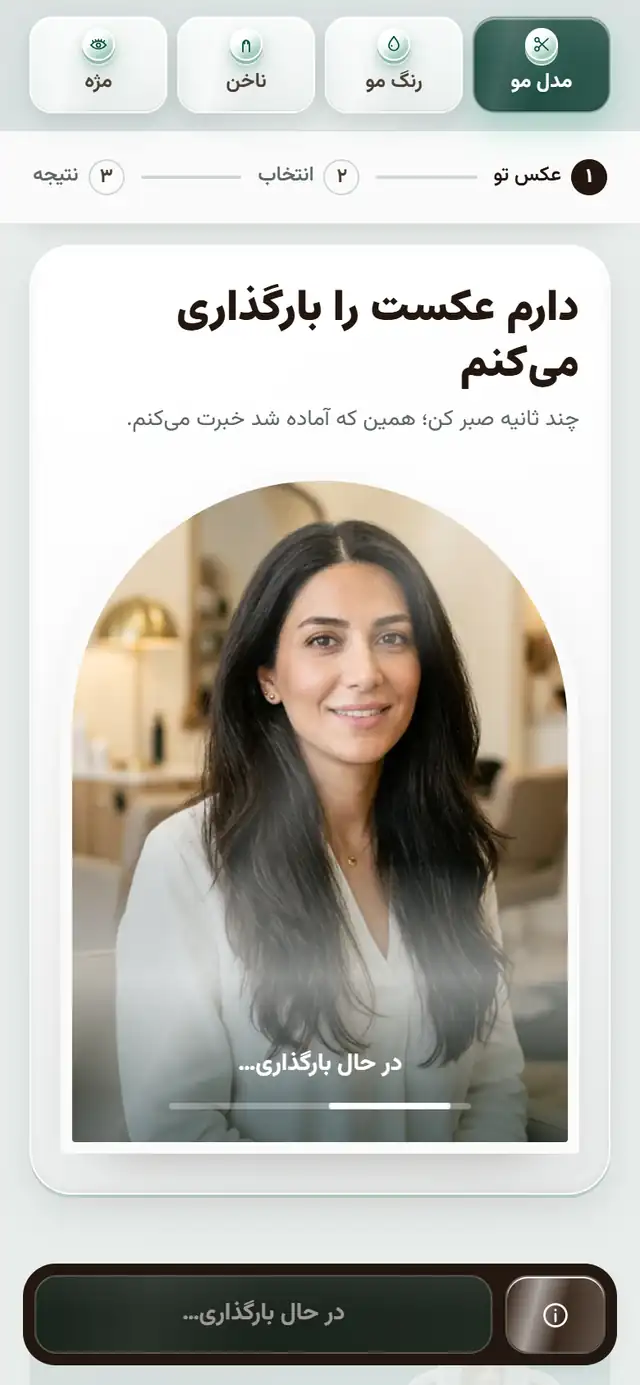 مدل مو
رنگ مو
ناخن
مژه
۱ عکس تو
۲ انتخاب
۳ نتیجه
دارم عکست را بارگذاری
می‌کنم
چند ثانیه صبر کن؛ همین که آماده شد خبرت می‌کنم.
در حال بارگذاری...
در حال بارگذاری...